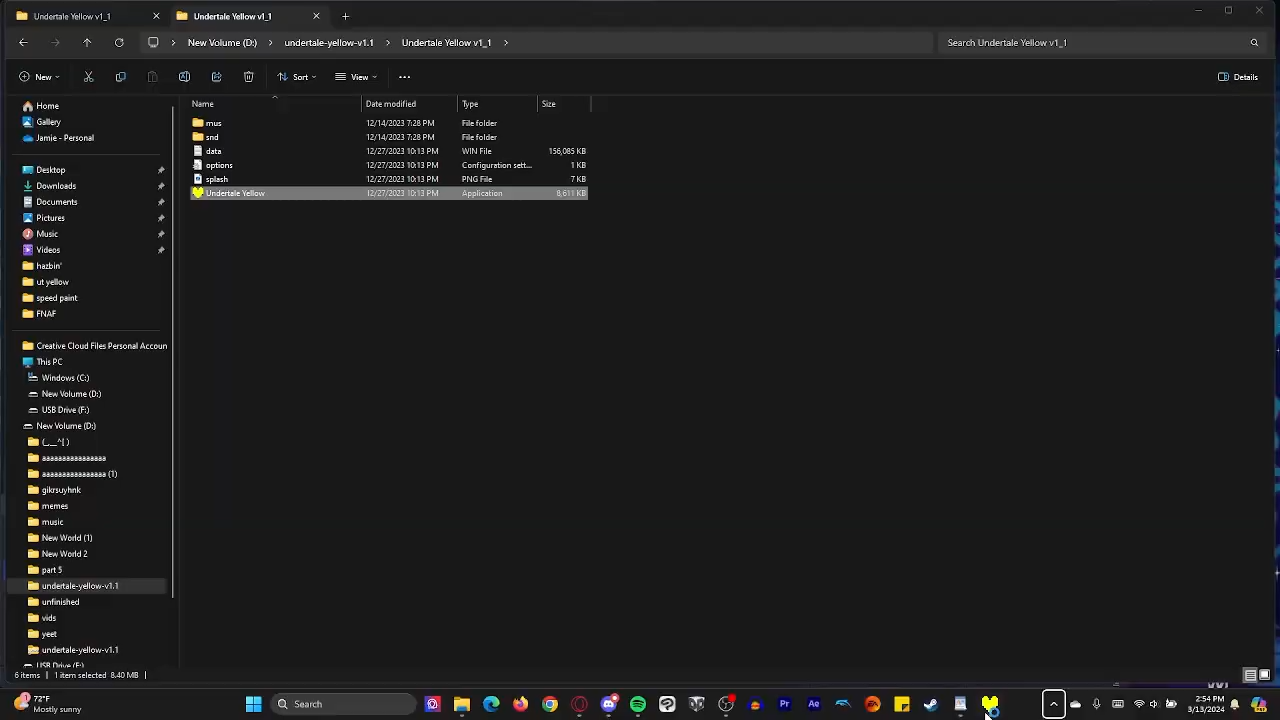 Undertale Yellow v1_1
Undertale Yellow v1_1
New Volume (D:) undertale-yellow-v1.1 Undertale Yellow v1_1
Search Undertale Yellow v1_1
New
Sort
View
Details
Name Date modified Type Size
mus 12/14/2023 7:28 PM File folder
snd 12/14/2023 7:28 PM File folder
data 12/27/2023 10:13 PM WIN File 156,085 KB
options 12/27/2023 10:13 PM Configuration sett... 1 KB
splash 12/27/2023 10:13 PM PNG File 7 KB
Undertale Yellow 12/27/2023 10:13 PM Application 8,611 KB
Home
Gallery
Jamie - Personal
Desktop
Downloads
Documents
Pictures
Music
Videos
hazbin'
ut yellow
speed paint
FNAF
Creative Cloud Files Personal Accoun
This PC
Windows (C:)
New Volume (D:)
USB Drive (F:)
New Volume (D:)
aaaaaaaaaaaaaaaa
aaaaaaaaaaaaaaaa (1)
gikrsuyhnk
memes
music
New World (1)
New World 2
part 5
undertale-yellow-v1.1
unfinished
vids
yeet
undertale-yellow-v1.1
USB Drive (F:)
6 items 1 item selected 8.40 MB
72°F
Mostly sunny
Search
2:54 PM
3/13/2024